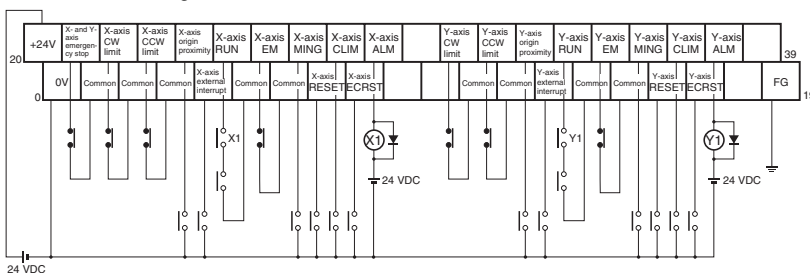 +24V
X- and Y-
axis
emergen-
cy stop
X-axis
CW
limit
X-axis
CCW
limit
X-axis
origin
proximity
X-axis
RUN
X-axis
EM
X-axis
MING
X-axis
CLIM
X-axis
ALM
Y-axis
CW
limit
Y-axis
CCW
limit
Y-axis
origin
proximity
Y-axis
RUN
Y-axis
EM
Y-axis
MING
Y-axis
CLIM
Y-axis
ALM
20
39
0V
Common
Common
Common
X-axis
external
interrupt
Common
Common
X-axis
RESET
X-axis
ECRST
Common
Common
Y-axis
external
interrupt
Common
Common
Y-axis
RESET
Y-axis
ECRST
FG
0
X1
X1
Y1
Y1
24 VDC
24 VDC
24 VDC